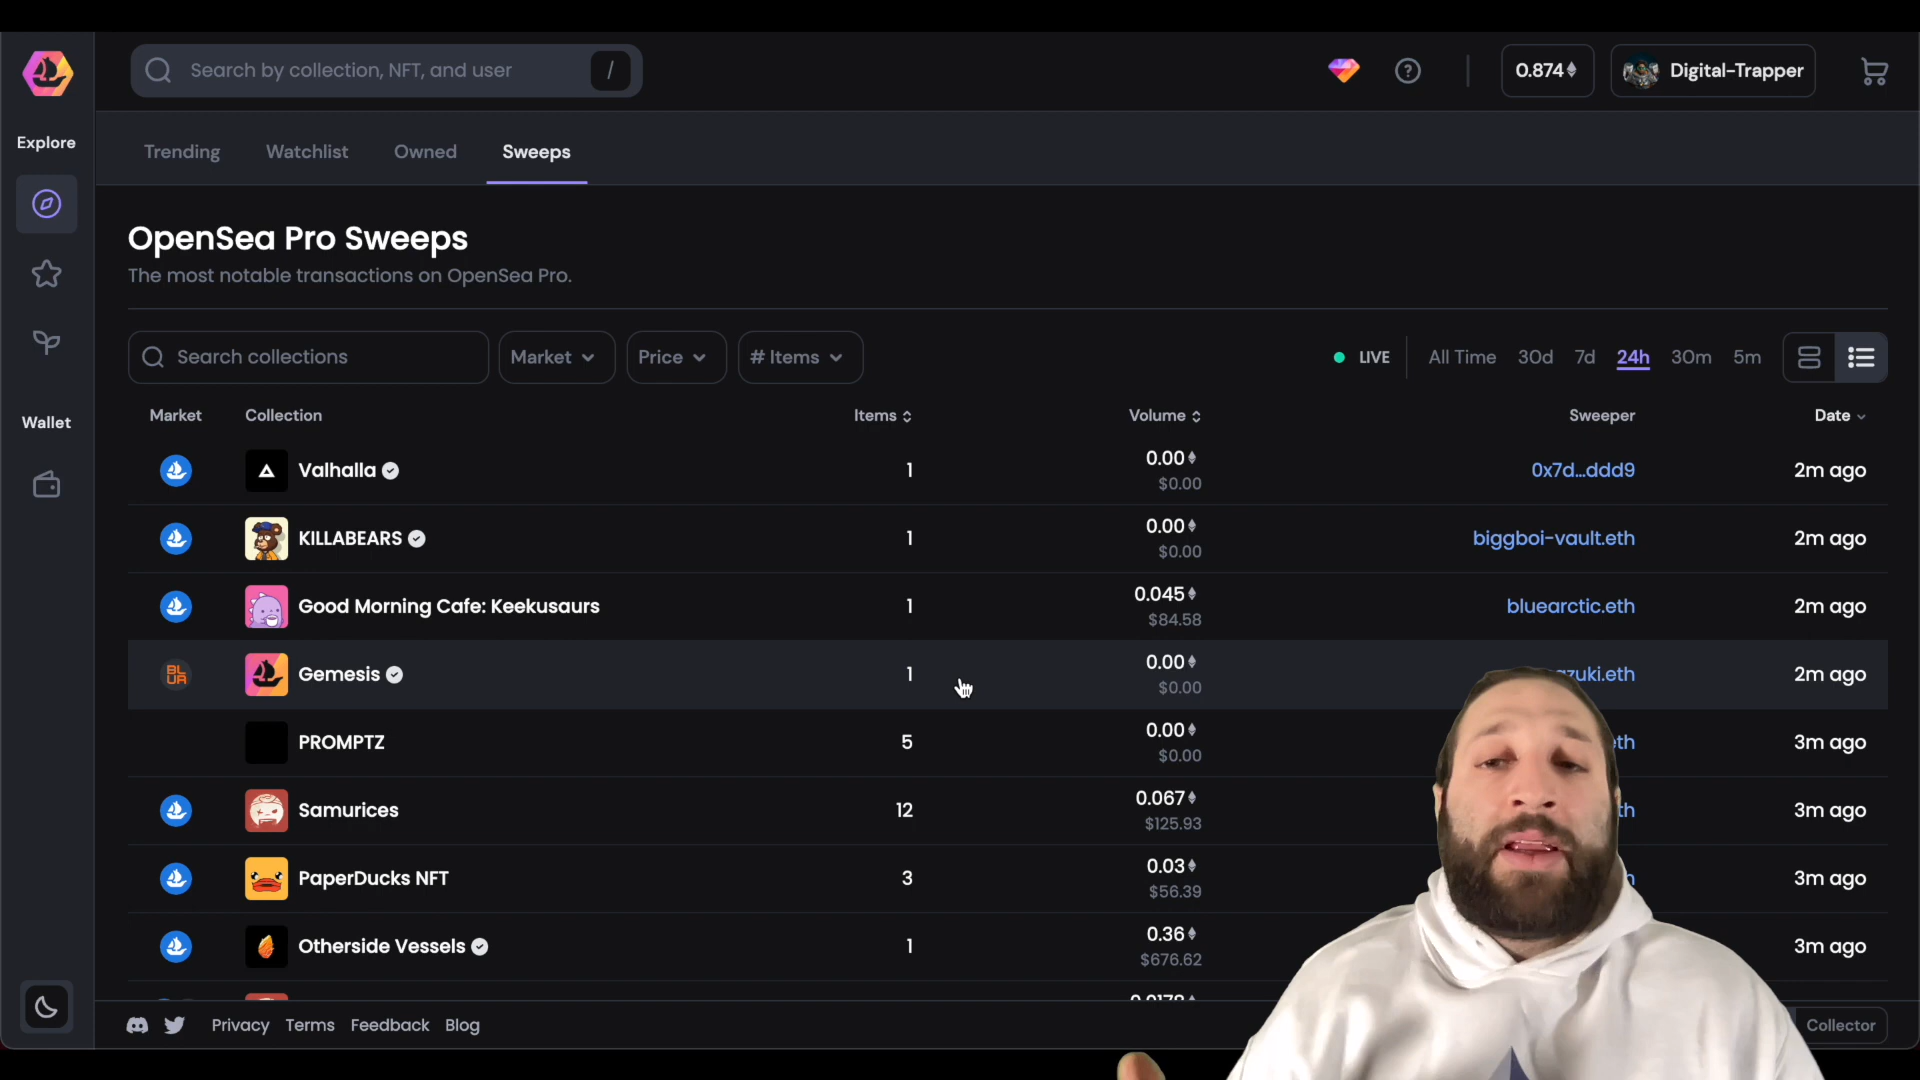 Search by collection, NFT, and user
/
0.874
Digital-Trapper
Explore
Trending
Watchlist
Owned
Sweeps
OpenSea Pro Sweeps
The most notable transactions on OpenSea Pro.
Search collections
Market
Price
# Items
LIVE
All Time
30d
7d
24h
30m
5m
Wallet
Market
Collection
Items
Volume
Sweeper
Date
Valhalla
1
0.00
$0.00
0x7d...ddd9
2m ago
KILLABEARS
1
0.00
$0.00
biggboi-vault.eth
2m ago
Good Morning Cafe: Keekusaurs
1
0.045
$84.58
bluearctic.eth
2m ago
BLUR
Gemesis
1
0.00
$0.00
zuki.eth
2m ago
PROMPTZ
5
0.00
$0.00
th
3m ago
Samurices
12
0.067
$125.93
th
3m ago
PaperDucks NFT
3
0.03
$56.39
3m ago
Otherside Vessels
1
0.36
$676.62
3m ago
Privacy
Terms
Feedback
Blog
Collector